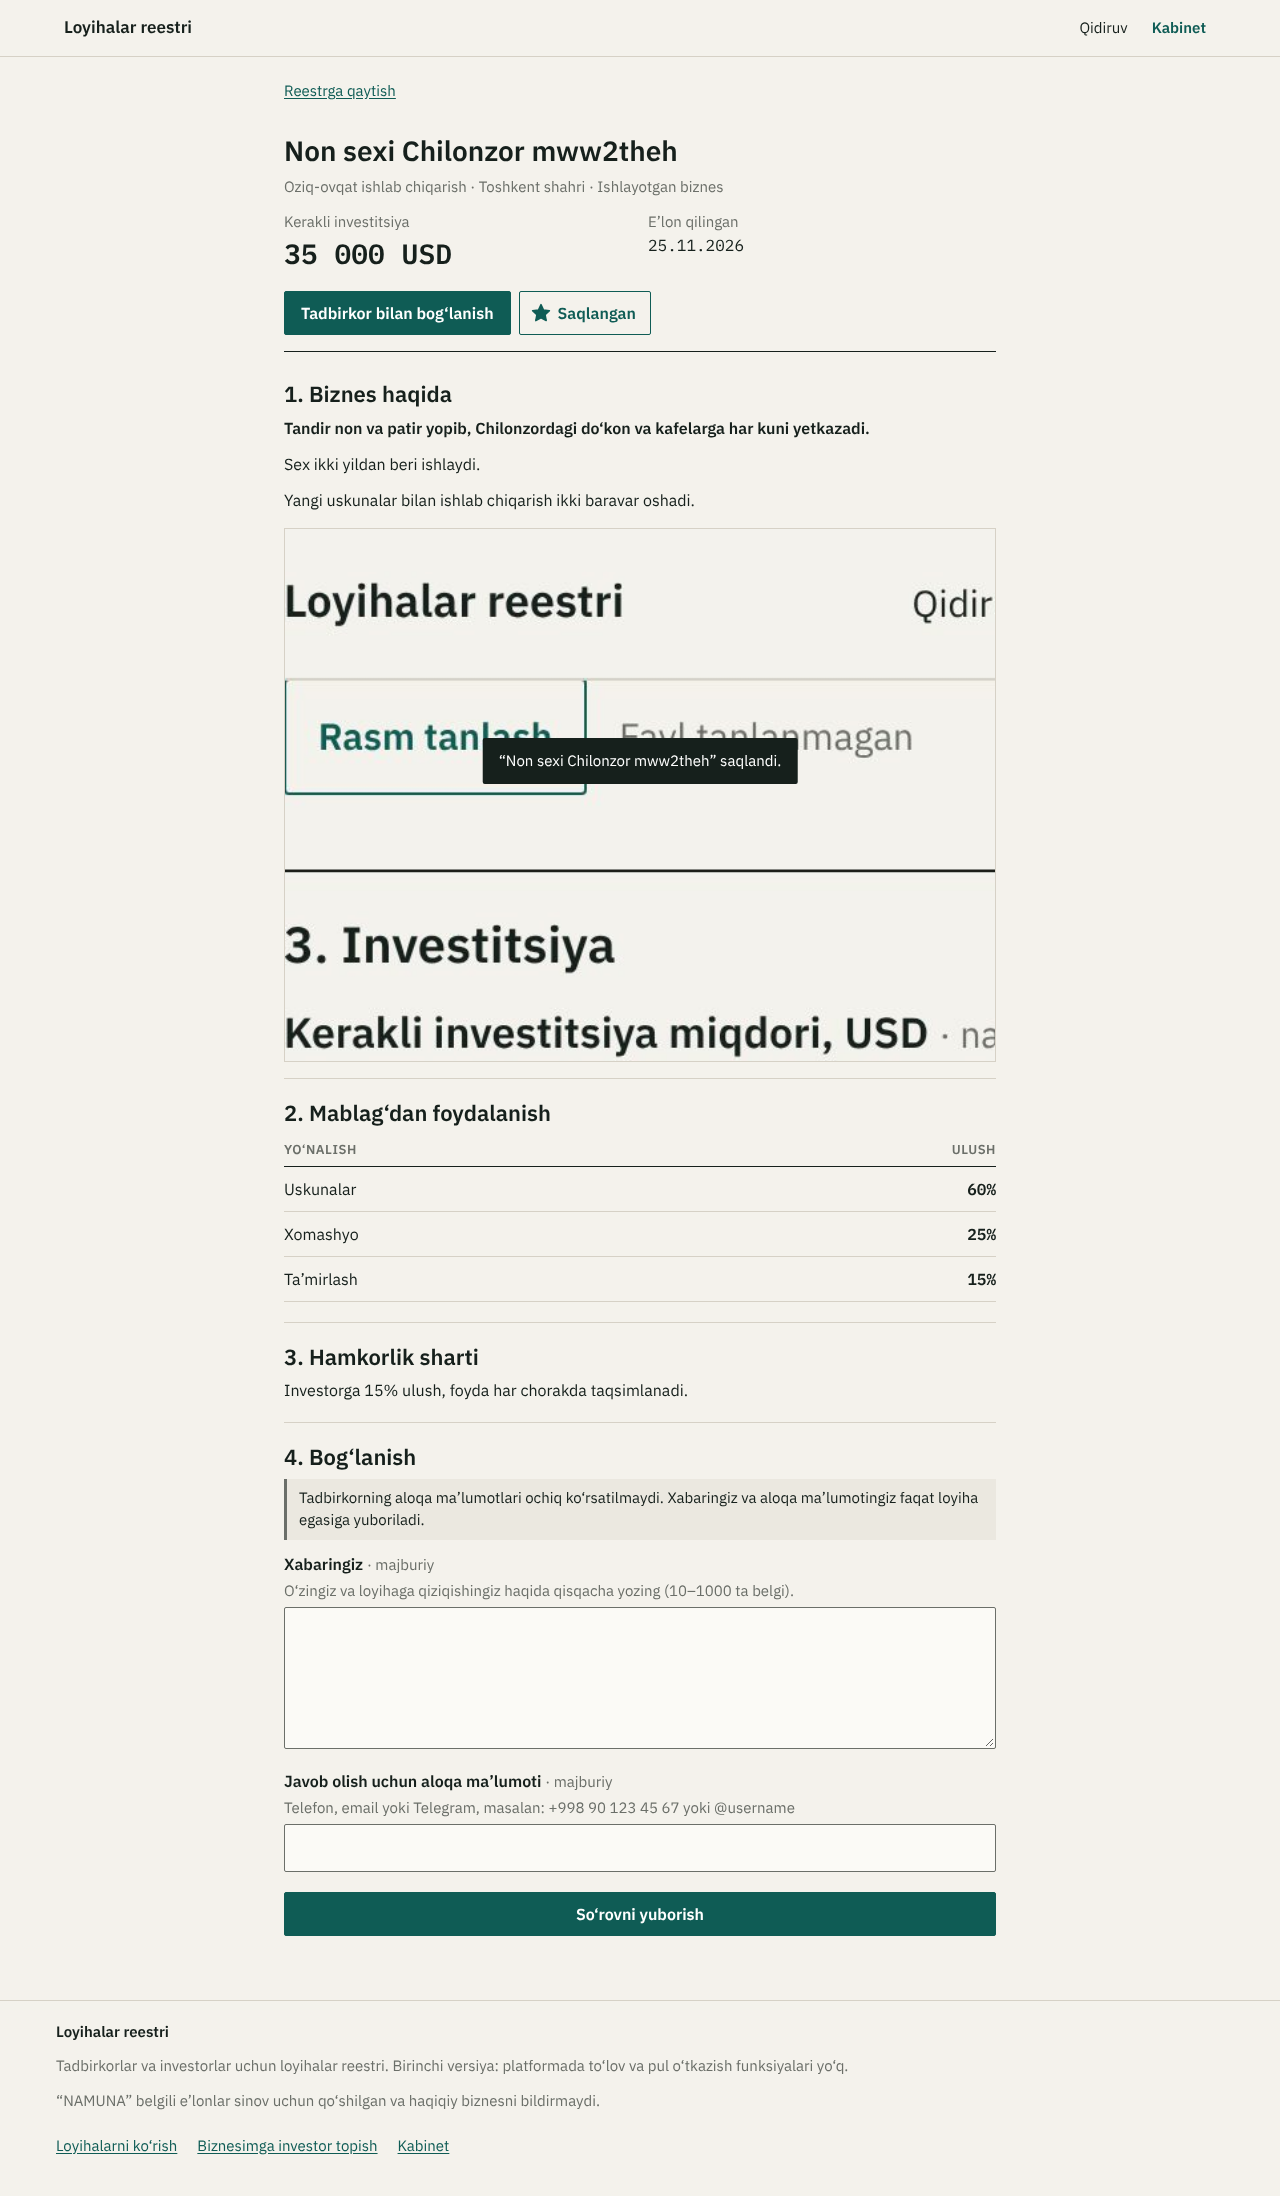 Loyihalar reestri
Qidiruv
Kabinet
Reestrga qaytish
Non sexi Chilonzor mww2theh
Oziq-ovqat ishlab chiqarish · Toshkent shahri · Ishlayotgan biznes
Kerakli investitsiya
E’lon qilingan
35 000 USD
25.11.2026
Tadbirkor bilan bog‘lanish
Saqlangan
1. Biznes haqida
Tandir non va patir yopib, Chilonzordagi do‘kon va kafelarga har kuni yetkazadi.
Sex ikki yildan beri ishlaydi.
Yangi uskunalar bilan ishlab chiqarish ikki baravar oshadi.
Loyihalar reestri
Qidir
Rasm tanlash
Fayl tanlanmagan
“Non sexi Chilonzor mww2theh” saqlandi.
3. Investitsiya
Kerakli investitsiya miqdori, USD · na
2. Mablag‘dan foydalanish
YO‘NALISH
ULUSH
Uskunalar
60%
Xomashyo
25%
Ta’mirlash
15%
3. Hamkorlik sharti
Investorga 15% ulush, foyda har chorakda taqsimlanadi.
4. Bog‘lanish
Tadbirkorning aloqa ma’lumotlari ochiq ko‘rsatilmaydi. Xabaringiz va aloqa ma’lumotingiz faqat loyiha
egasiga yuboriladi.
Xabaringiz · majburiy
O‘zingiz va loyihaga qiziqishingiz haqida qisqacha yozing (10–1000 ta belgi).
Javob olish uchun aloqa ma’lumoti · majburiy
Telefon, email yoki Telegram, masalan: +998 90 123 45 67 yoki @username
So‘rovni yuborish
Loyihalar reestri
Tadbirkorlar va investorlar uchun loyihalar reestri. Birinchi versiya: platformada to‘lov va pul o‘tkazish funksiyalari yo‘q.
“NAMUNA” belgili e’lonlar sinov uchun qo‘shilgan va haqiqiy biznesni bildirmaydi.
Loyihalarni ko‘rish
Biznesimga investor topish
Kabinet